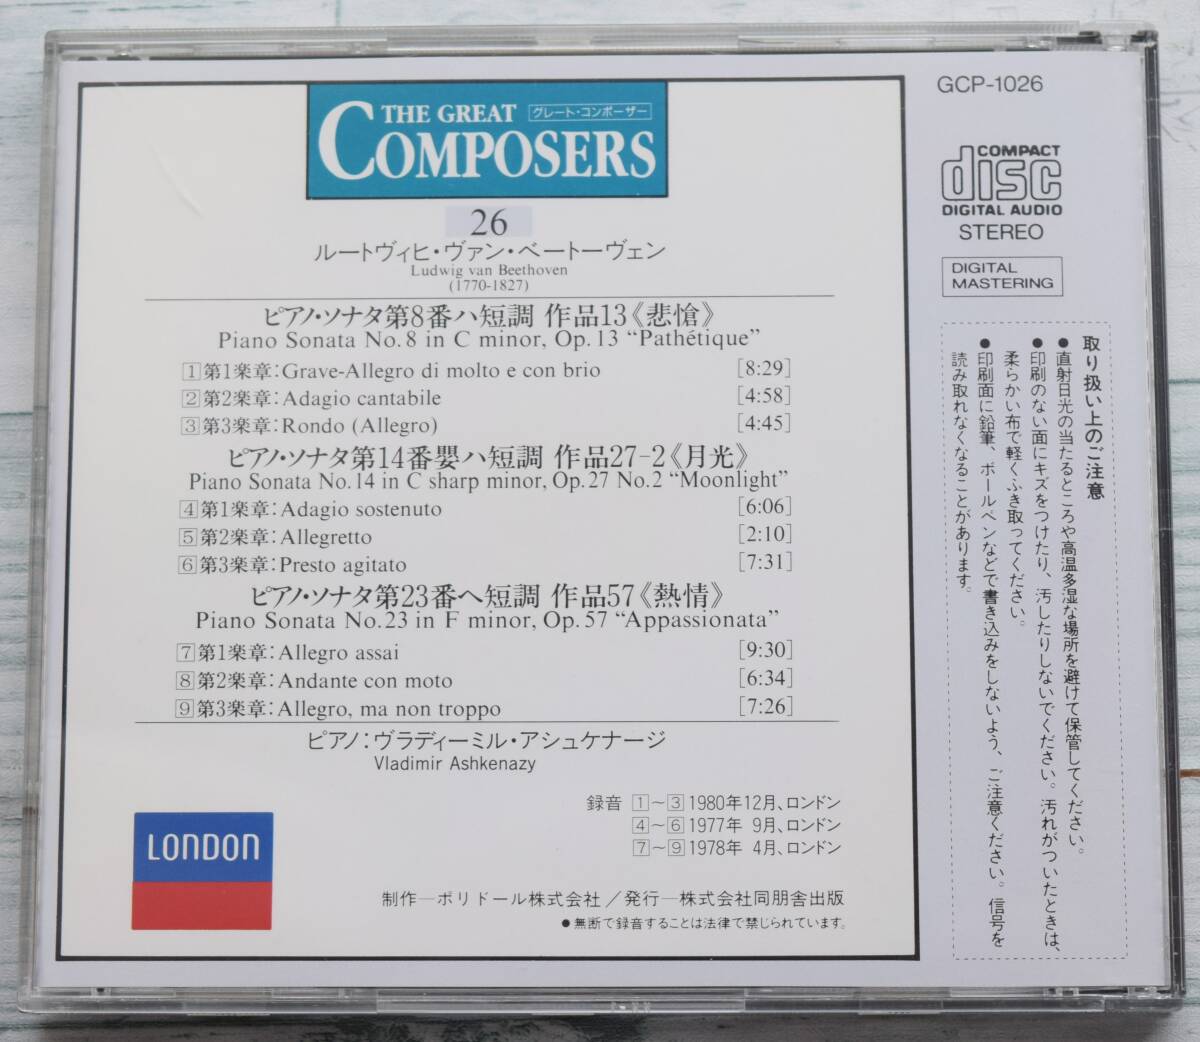 THE GREAT グレート・コンポーザー
COMPOSERS
26
ルートヴィヒ・ヴァン・ベートーヴェン
Ludwig van Beethoven
(1770-1827)
ピアノ・ソナタ第8番ハ短調 作品13《悲愴》
Piano Sonata No.8 in C minor, Op.13 “Pathétique”
1 第1楽章：Grave-Allegro di molto e con brio [8:29]
2 第2楽章：Adagio cantabile [4:58]
3 第3楽章：Rondo (Allegro) [4:45]
ピアノ・ソナタ第14番嬰ハ短調 作品27-2《月光》
Piano Sonata No.14 in C sharp minor, Op.27 No.2 “Moonlight”
4 第1楽章：Adagio sostenuto [6:06]
5 第2楽章：Allegretto [2:10]
6 第3楽章：Presto agitato [7:31]
ピアノ・ソナタ第23番ヘ短調 作品57《熱情》
Piano Sonata No.23 in F minor, Op.57 “Appassionata”
7 第1楽章：Allegro assai [9:30]
8 第2楽章：Andante con moto [6:34]
9 第3楽章：Allegro, ma non troppo [7:26]
ピアノ：ヴラディーミル・アシュケナージ
Vladimir Ashkenazy
録音 1～3 1980年12月、ロンドン
4～6 1977年 9月、ロンドン
7～9 1978年 4月、ロンドン
LONDON
制作―ポリドール株式会社／発行―株式会社同朋舎出版
●無断で録音することは法律で禁じられています。
GCP-1026
COMPACT
disc
DIGITAL AUDIO
STEREO
DIGITAL
MASTERING
取り扱い上のご注意
●直射日光の当たるところや高温多湿な場所を避けて保管してください。
●印刷のない面にキズをつけたり、汚したりしないでください。汚れがついたときは、
柔らかい布で軽くふき取ってください。
●印刷面に鉛筆、ボールペンなどで書き込みをしないよう、ご注意ください。信号を
読み取れなくなることがあります。